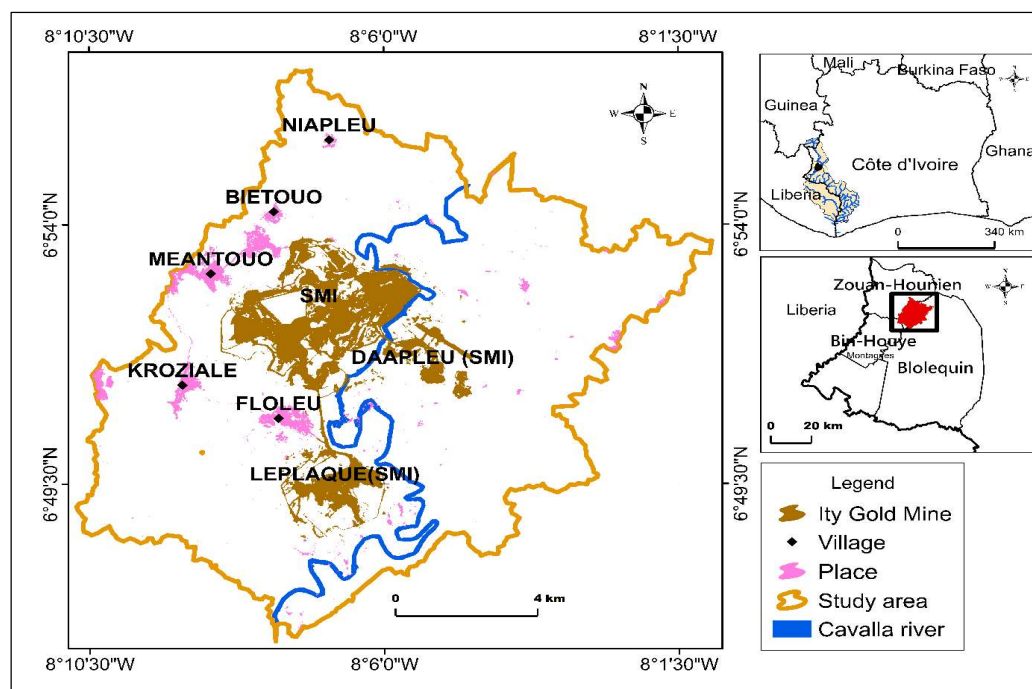 8°10'30"W
8°6'0"W
8°1'30"W
N
W
E
S
NIAPLEU
BIETOUO
6°54'0"N
6°54'0"N
MEANTOUO
SMI
DAAPLEU (SMI)
KROZIALE
FLOLEU
LEPLAQUE(SMI)
6°49'30"N
6°49'30"N
0
4 km
8°10'30"W
8°6'0"W
8°1'30"W
Mali
Burkina Faso
Guinea
Côte d'Ivoire
Ghana
Liberia
0
340 km
Zouan-Hounien
Liberia
Bin-Houye
Montagnes
Blolequin
0
20 km
Legend
Ity Gold Mine
Village
Place
Study area
Cavalla river